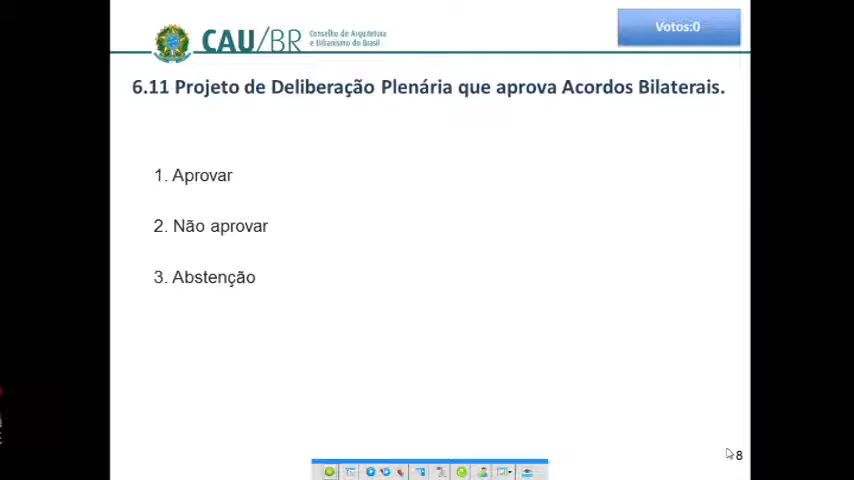 CAU/BR
Conselho de Arquitetura
e Urbanismo do Brasil
Votos:0
6.11 Projeto de Deliberação Plenária que aprova Acordos Bilaterais.
1. Aprovar
2. Não aprovar
3. Abstenção
8